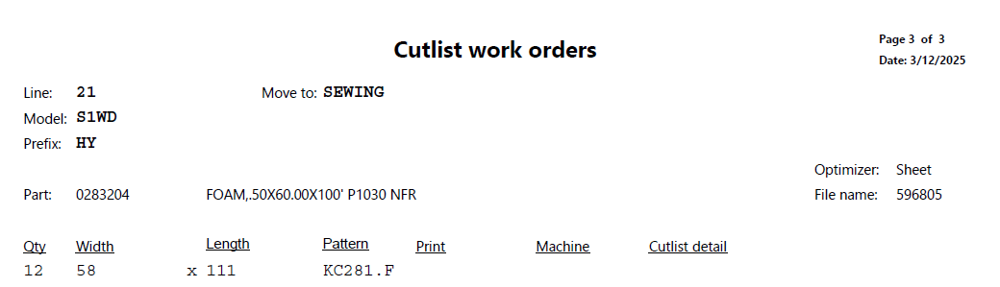 Cutlist work orders
Page 3 of 3
Date: 3/12/2025
Line: 21 Move to: SEWING
Model: S1WD
Prefix: HY
Optimizer: Sheet
Part: 0283204 FOAM,.50X60.00X100' P1030 NFR File name: 596805
Qty Width Length Pattern Print Machine Cutlist detail
12 58 x 111 KC281.F